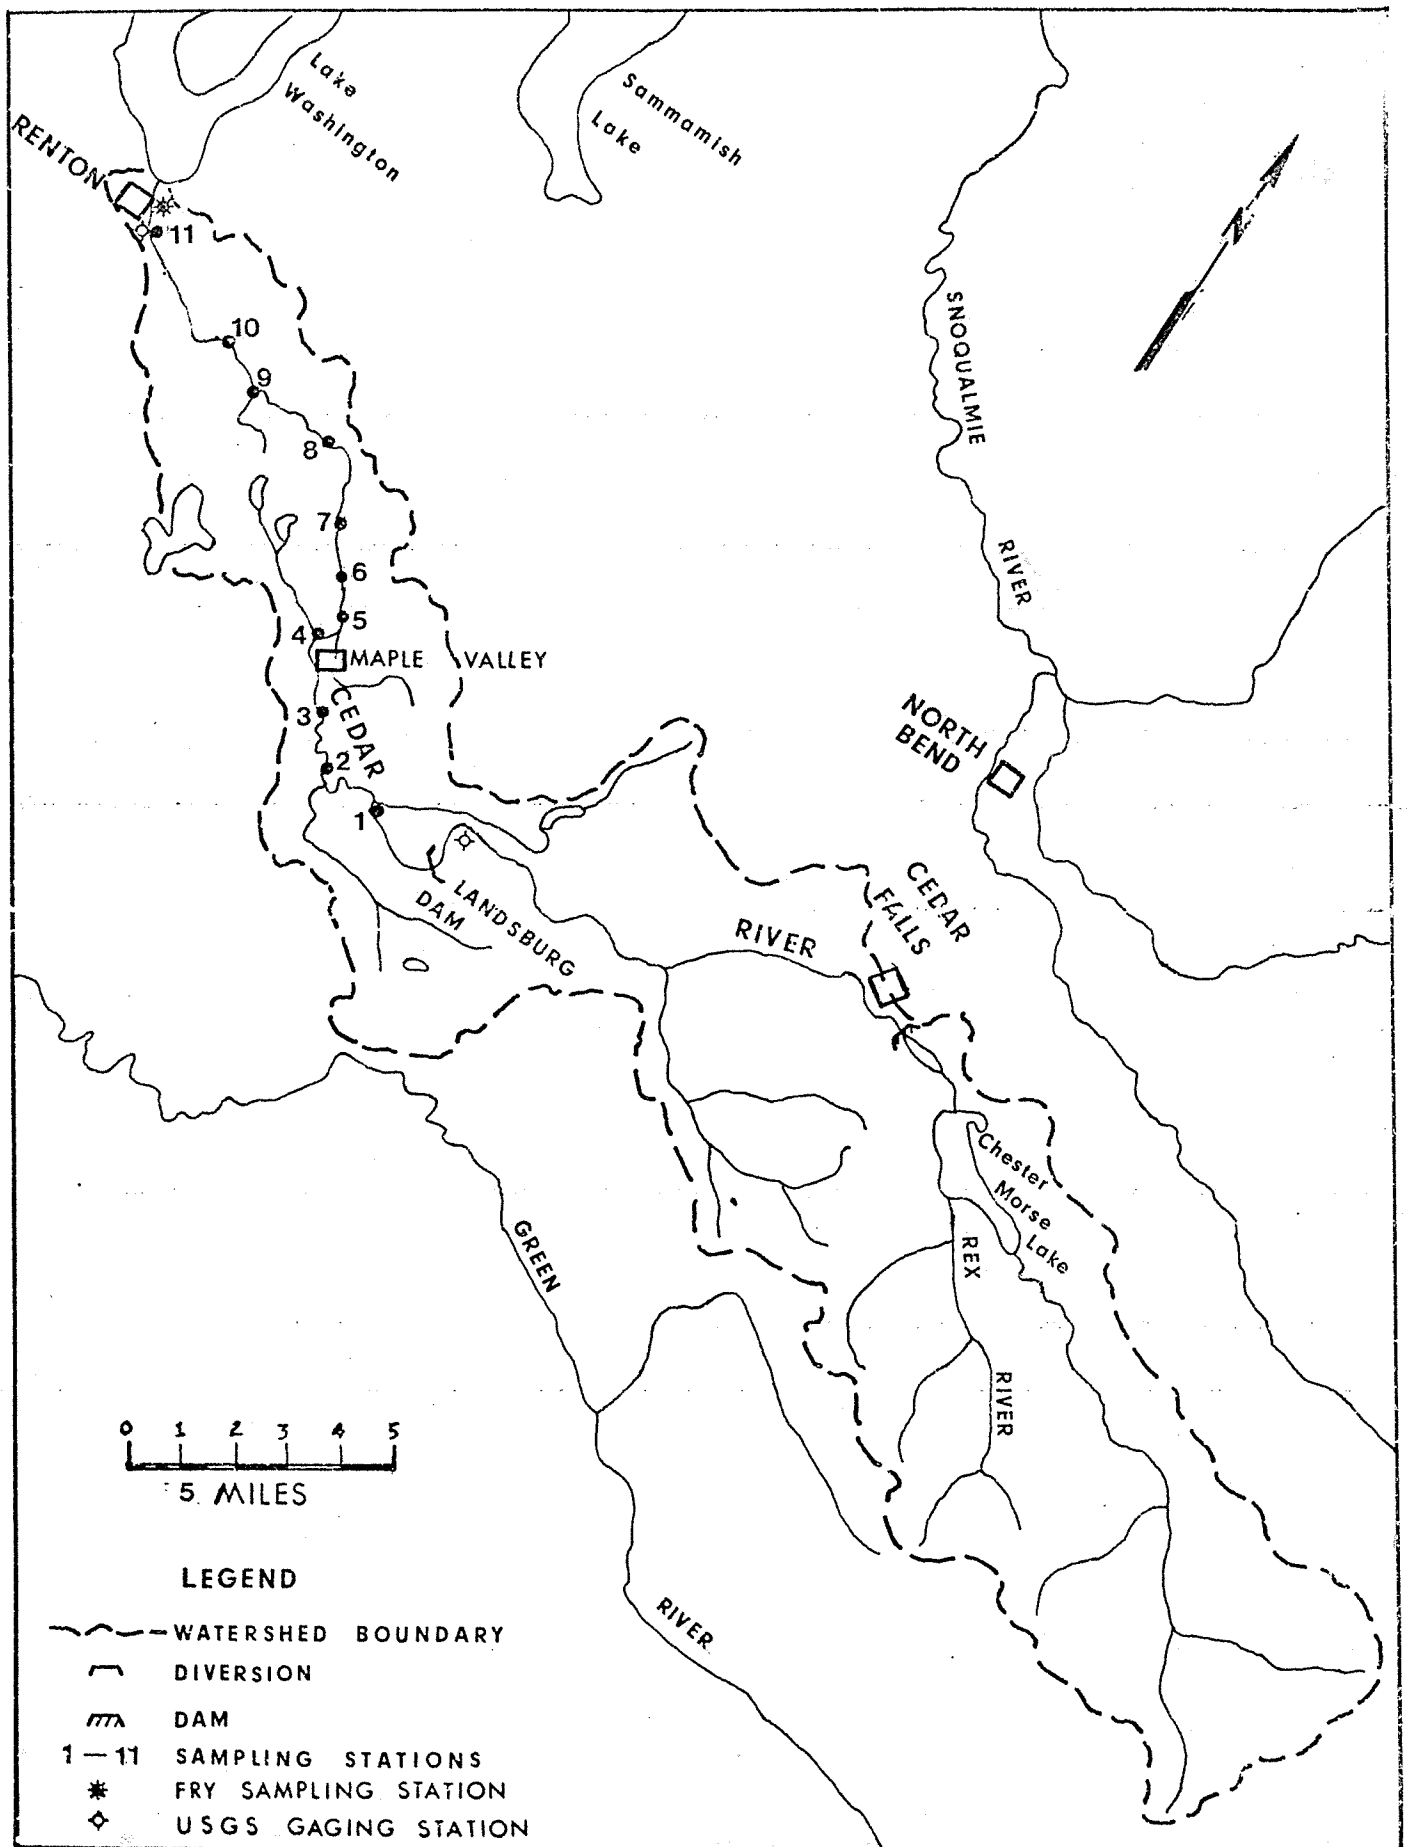 Lake
Washington
Sammamish
Lake
RENTON
11
10
9
8
7
6
5
4
MAPLE VALLEY
3
CEDAR
2
1
SNOQUALMIE
RIVER
NORTH
BEND
LANDSBURG
DAM
RIVER
CEDAR
FALLS
Chester
Morse
Lake
GREEN
REX
RIVER
RIVER
0 1 2 3 4 5
5 MILES
LEGEND
WATERSHED BOUNDARY
DIVERSION
DAM
1 — 11 SAMPLING STATIONS
FRY SAMPLING STATION
USGS GAGING STATION